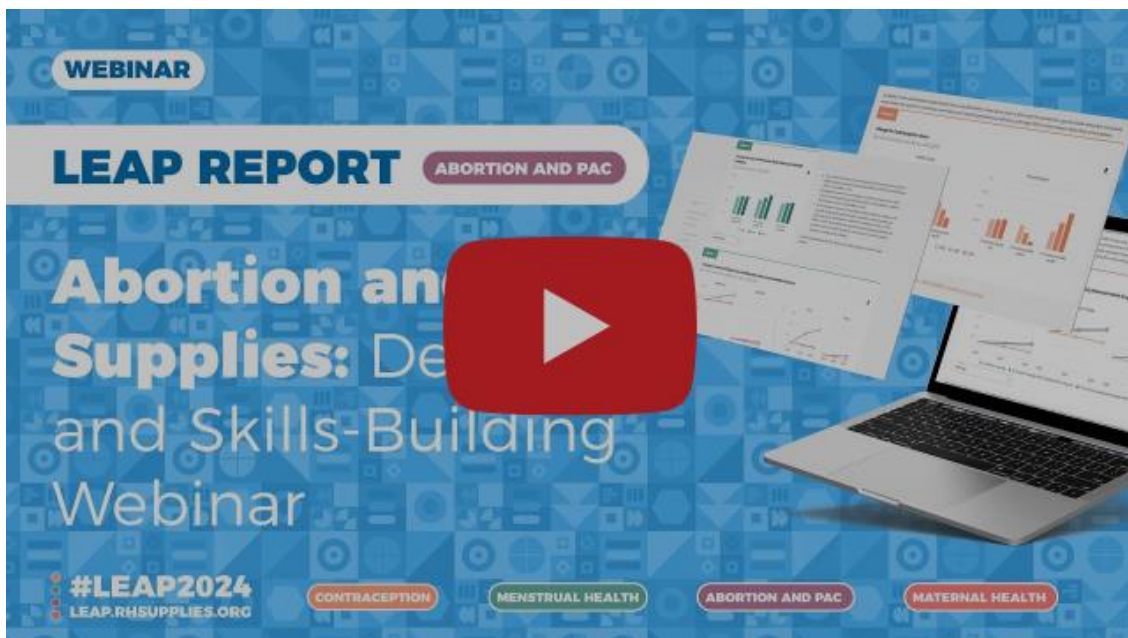 WEBINAR
LEAP REPORT ABORTION AND PAC
Abortion an
Supplies: De
and Skills-Building
Webinar
#LEAP2024
LEAP.RHSUPPLIES.ORG
CONTRACEPTION MENSTRUAL HEALTH ABORTION AND PAC MATERNAL HEALTH